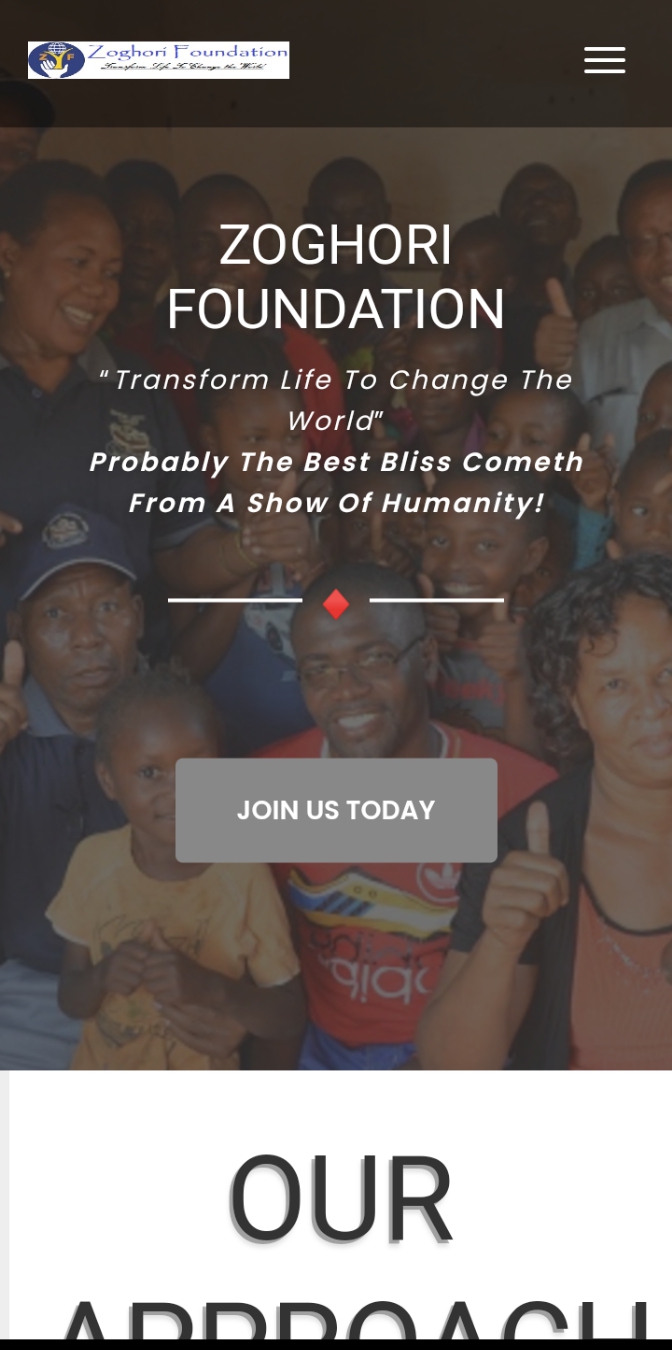 Zoghori Foundation
Transform Life To Change the World
ZOGHORI
FOUNDATION
“Transform Life To Change The
World”
Probably The Best Bliss Cometh
From A Show Of Humanity!
JOIN US TODAY
OUR
APPROACH